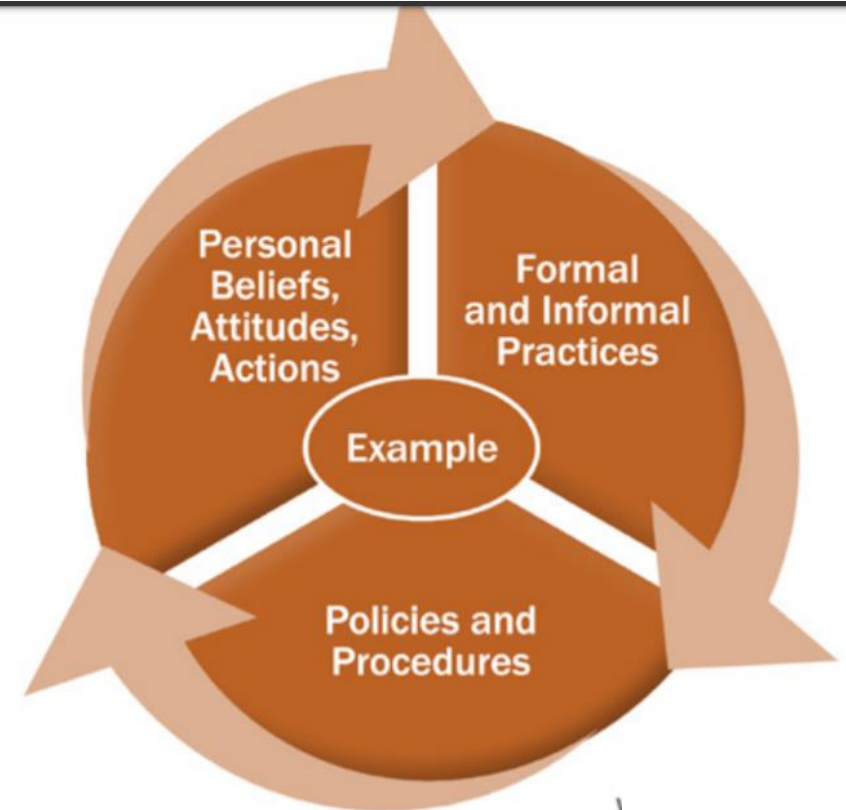 Personal
Beliefs,
Attitudes,
Actions
Formal
and Informal
Practices
Example
Policies and
Procedures